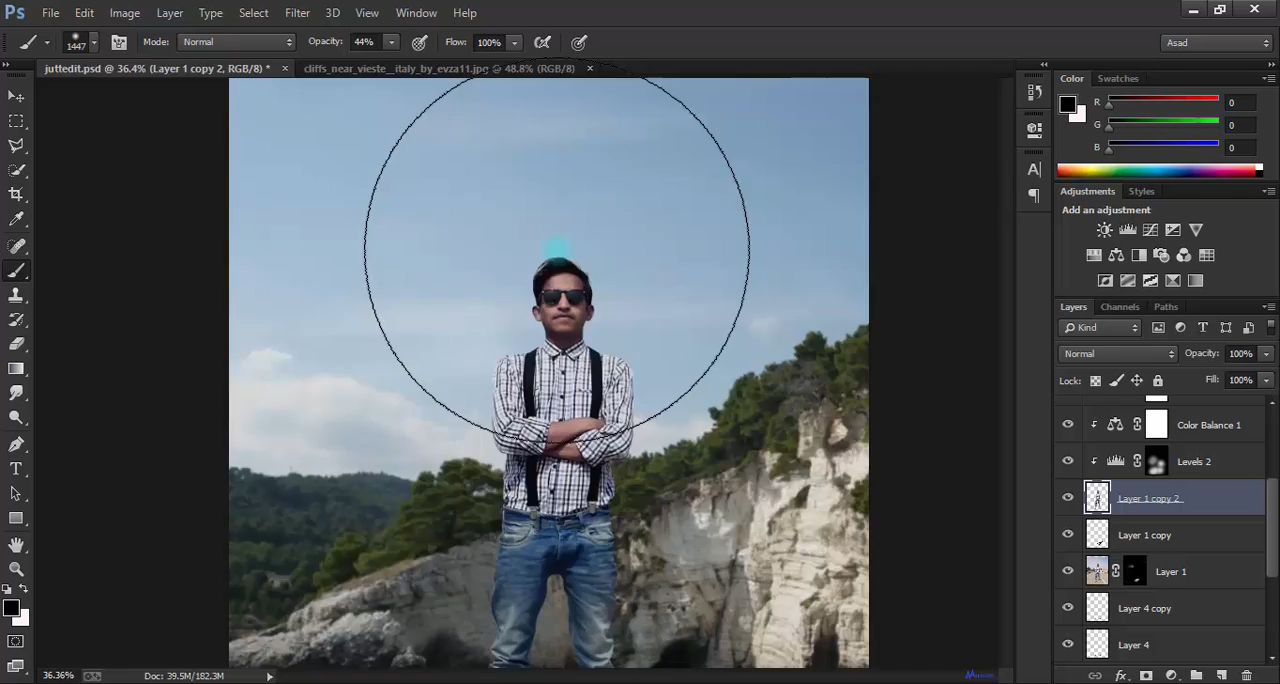 Ps File Edit Image Layer Type Select Filter 3D View Window Help
1447 Mode: Normal Opacity: 44% Flow: 100% Asad
juttedit.psd @ 36.4% (Layer 1 copy 2, RGB/8) * × cliffs_near_vieste__italy_by_evza11.jpg @ 48.8% (RGB/8) ×
Color Swatches
R 0
G 0
B 0
Adjustments Styles
Add an adjustment
Layers Channels Paths
Kind
Normal Opacity: 100%
Lock: Fill: 100%
Color Balance 1
Levels 2
Layer 1 copy 2
Layer 1 copy
Layer 1
Layer 4 copy
Layer 4
36.36% Doc: 39.5M/182.3M